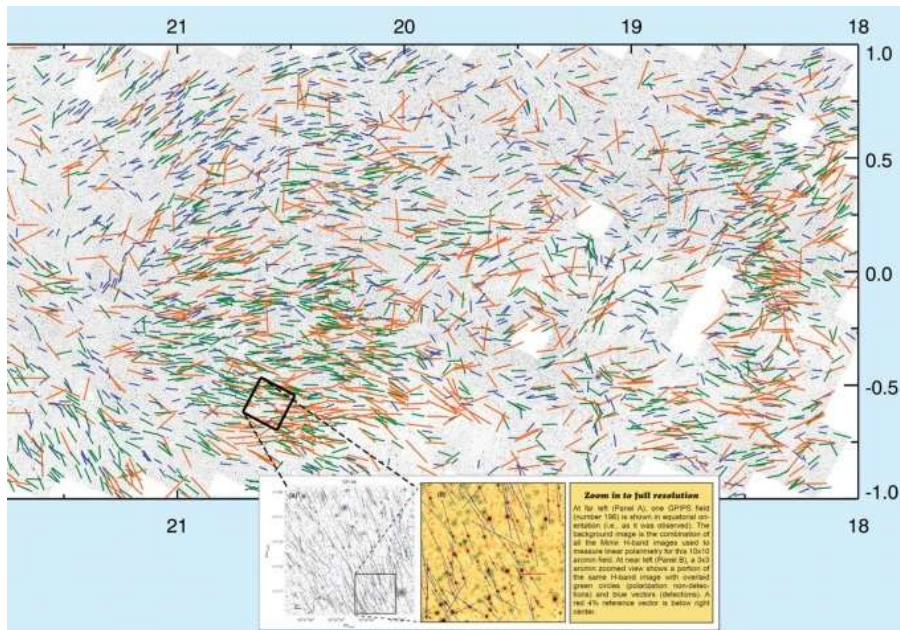 21 20 19 18
1.0
0.5
0.0
-0.5
-1.0
21 18
(A)
(B)
Zoom in to full resolution
At far left (Panel A), one GPIPS field
(number 196) is shown in equatorial ori-
entation (i.e., as it was observed). The
background image is the combination of
all the Mimir H-band images used to
measure linear polarimetry for this 10x10
arcmin field. At near left (Panel B), a 3x3
arcmin zoomed view shows a portion of
the same H-band image with overlaid
green circles (polarization non-detec-
tions) and blue vectors (detections). A
red 4% reference vector is below right
center.